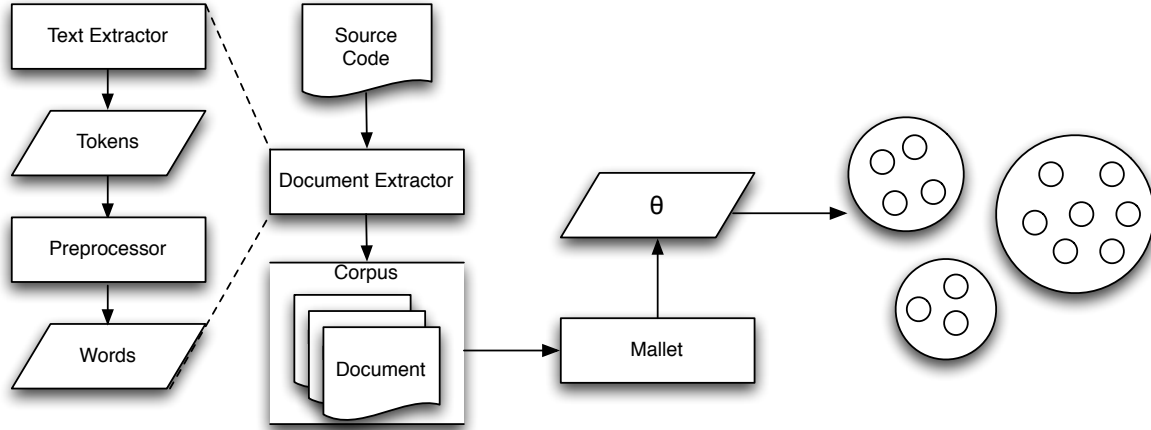 Text Extractor
Tokens
Preprocessor
Words
Source
Code
Document Extractor
Corpus
Document
θ
Mallet